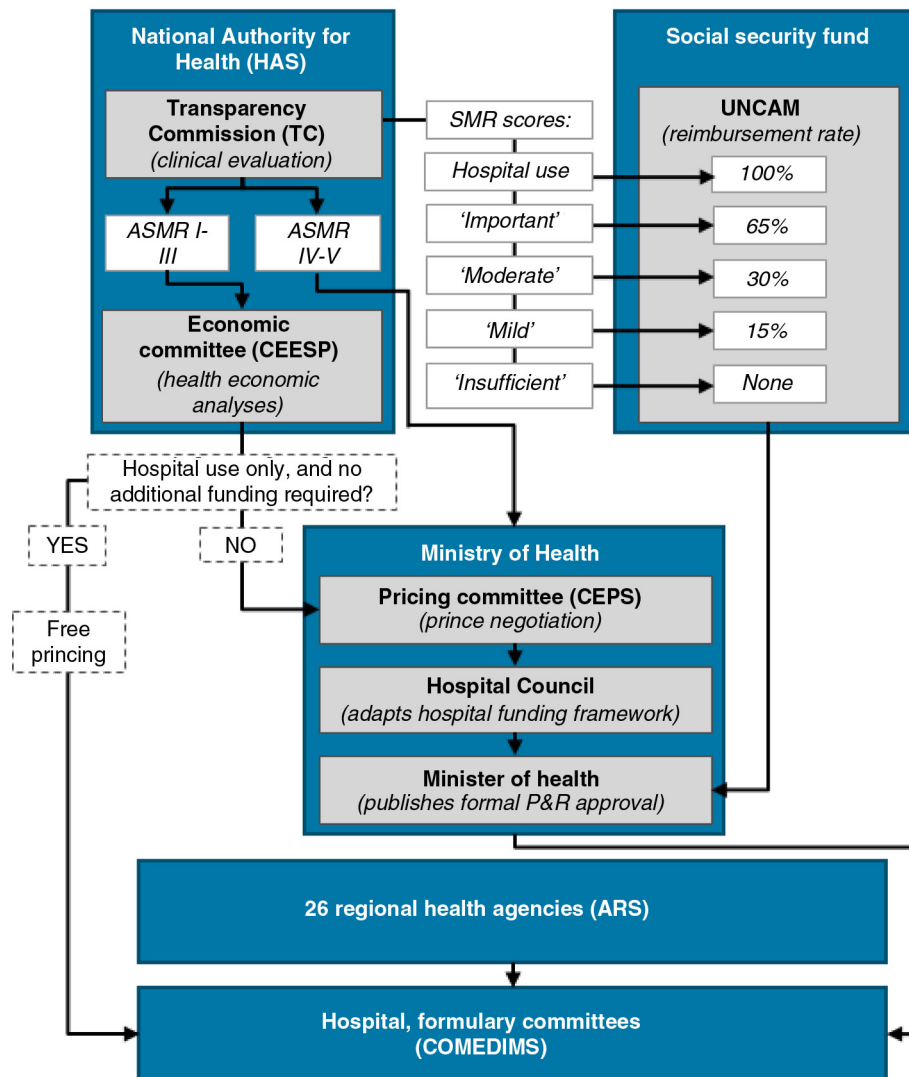 National Authority for
Health (HAS)
Transparency
Commission (TC)
(clinical evaluation)
ASMR I-
III
ASMR
IV-V
Economic
committee (CEESP)
(health economic
analyses)
SMR scores:
Hospital use
‘Important’
‘Moderate’
‘Mild’
‘Insufficient’
Social security fund
UNCAM
(reimbursement rate)
100%
65%
30%
15%
None
Hospital use only, and no
additional funding required?
YES
NO
Free
princing
Ministry of Health
Pricing committee (CEPS)
(prince negotiation)
Hospital Council
(adapts hospital funding framework)
Minister of health
(publishes formal P&R approval)
26 regional health agencies (ARS)
Hospital, formulary committees
(COMEDIMS)